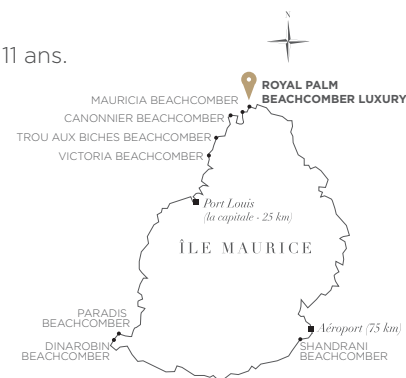 N
11 ans.
ROYAL PALM
BEACHCOMBER LUXURY
MAURICIA BEACHCOMBER
CANONNIER BEACHCOMBER
TROU AUX BICHES BEACHCOMBER
VICTORIA BEACHCOMBER
Port Louis
(la capitale - 25 km)
ÎLE MAURICE
PARADIS
BEACHCOMBER
Aéroport (75 km)
DINAROBIN
BEACHCOMBER
SHANDRANI
BEACHCOMBER